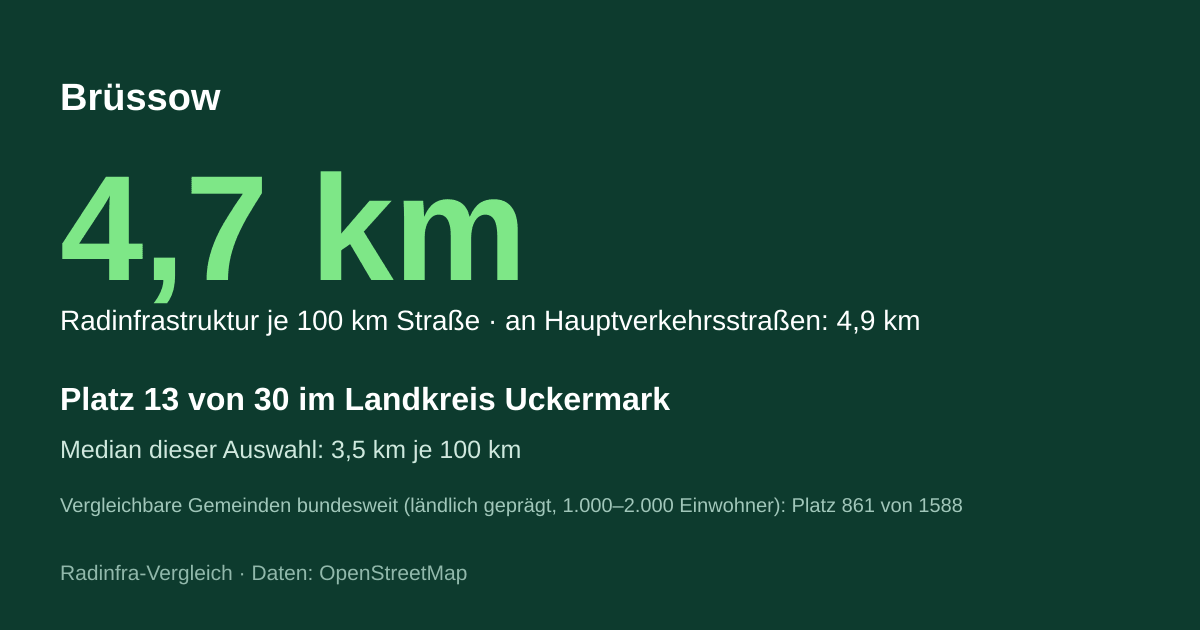 Brüssow
4,7 km
Radinfrastruktur je 100 km Straße · an Hauptverkehrsstraßen: 4,9 km
Platz 13 von 30 im Landkreis Uckermark
Median dieser Auswahl: 3,5 km je 100 km
Vergleichbare Gemeinden bundesweit (ländlich geprägt, 1.000–2.000 Einwohner): Platz 861 von 1588
Radinfra-Vergleich · Daten: OpenStreetMap